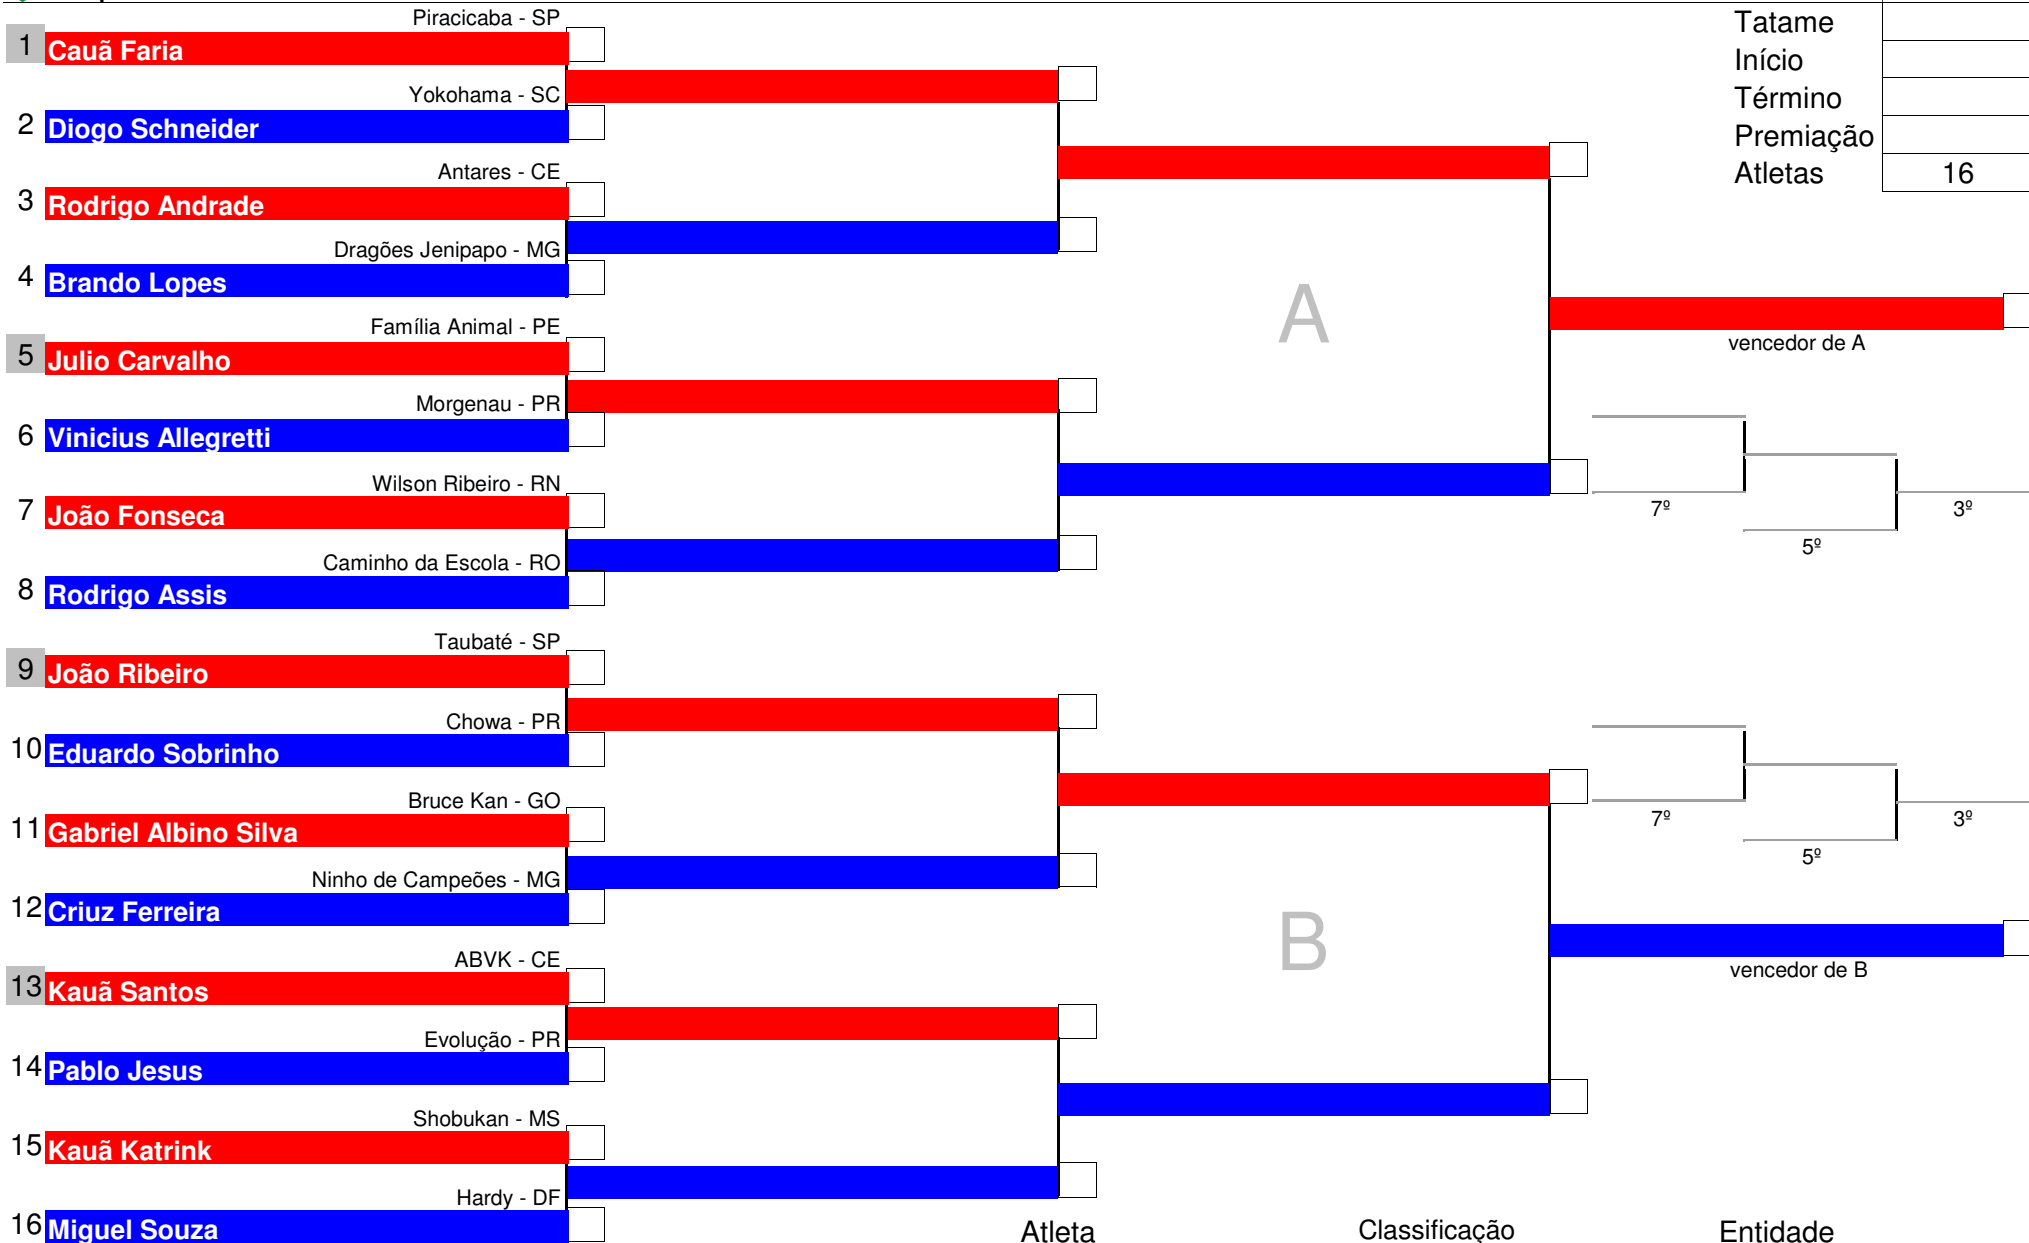 Piracicaba - SP
1 Cauã Faria
Yokohama - SC
2 Diogo Schneider
Antares - CE
3 Rodrigo Andrade
Dragões Jenipapo - MG
4 Brando Lopes
Família Animal - PE
5 Julio Carvalho
Morgenau - PR
6 Vinicius Allegretti
Wilson Ribeiro - RN
7 João Fonseca
Caminho da Escola - RO
8 Rodrigo Assis
Taubaté - SP
9 João Ribeiro
Chowa - PR
10 Eduardo Sobrinho
Bruce Kan - GO
11 Gabriel Albino Silva
Ninho de Campeões - MG
12 Criuz Ferreira
ABVK - CE
13 Kauã Santos
Evolução - PR
14 Pablo Jesus
Shobukan - MS
15 Kauã Katrink
Hardy - DF
16 Miguel Souza
A
B
Tatame
Início
Término
Premiação
Atletas 16
vencedor de A
7º
3º
5º
7º
3º
5º
vencedor de B
Atleta Classificação Entidade